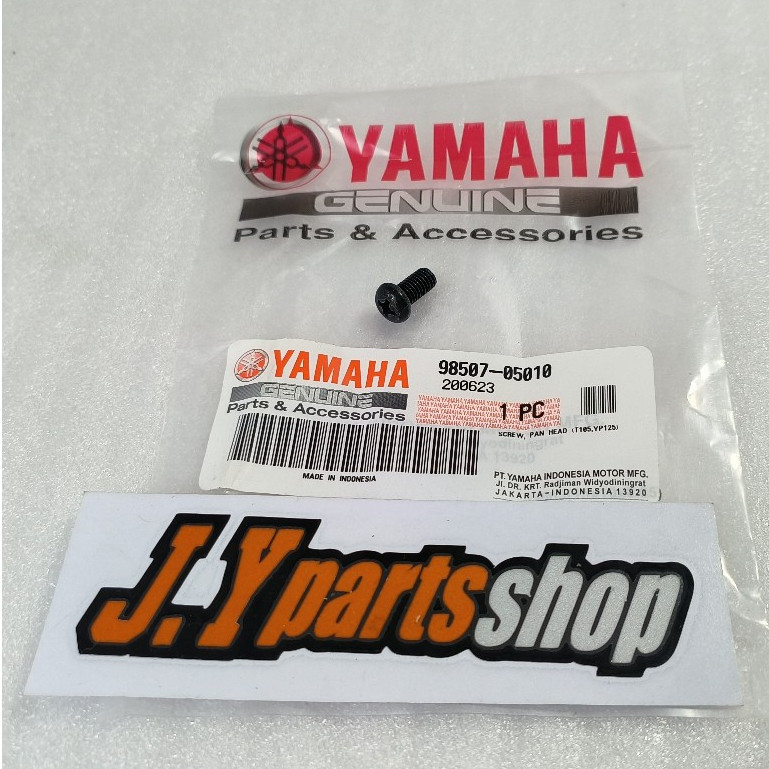 YAMAHA
GENUINE
Parts & Accessories
YAMAHA
GENUINE
Parts & Accessories
98507-05010
200623
1 PC
SCREW, PAN HEAD (T105,YP125)
MADE IN INDONESIA
PT. YAMAHA INDONESIA MOTOR MFG.
Jl. DR. KRT. Radjiman Widyodiningrat
JAKARTA-INDONESIA 13920
J.Ypartsshop